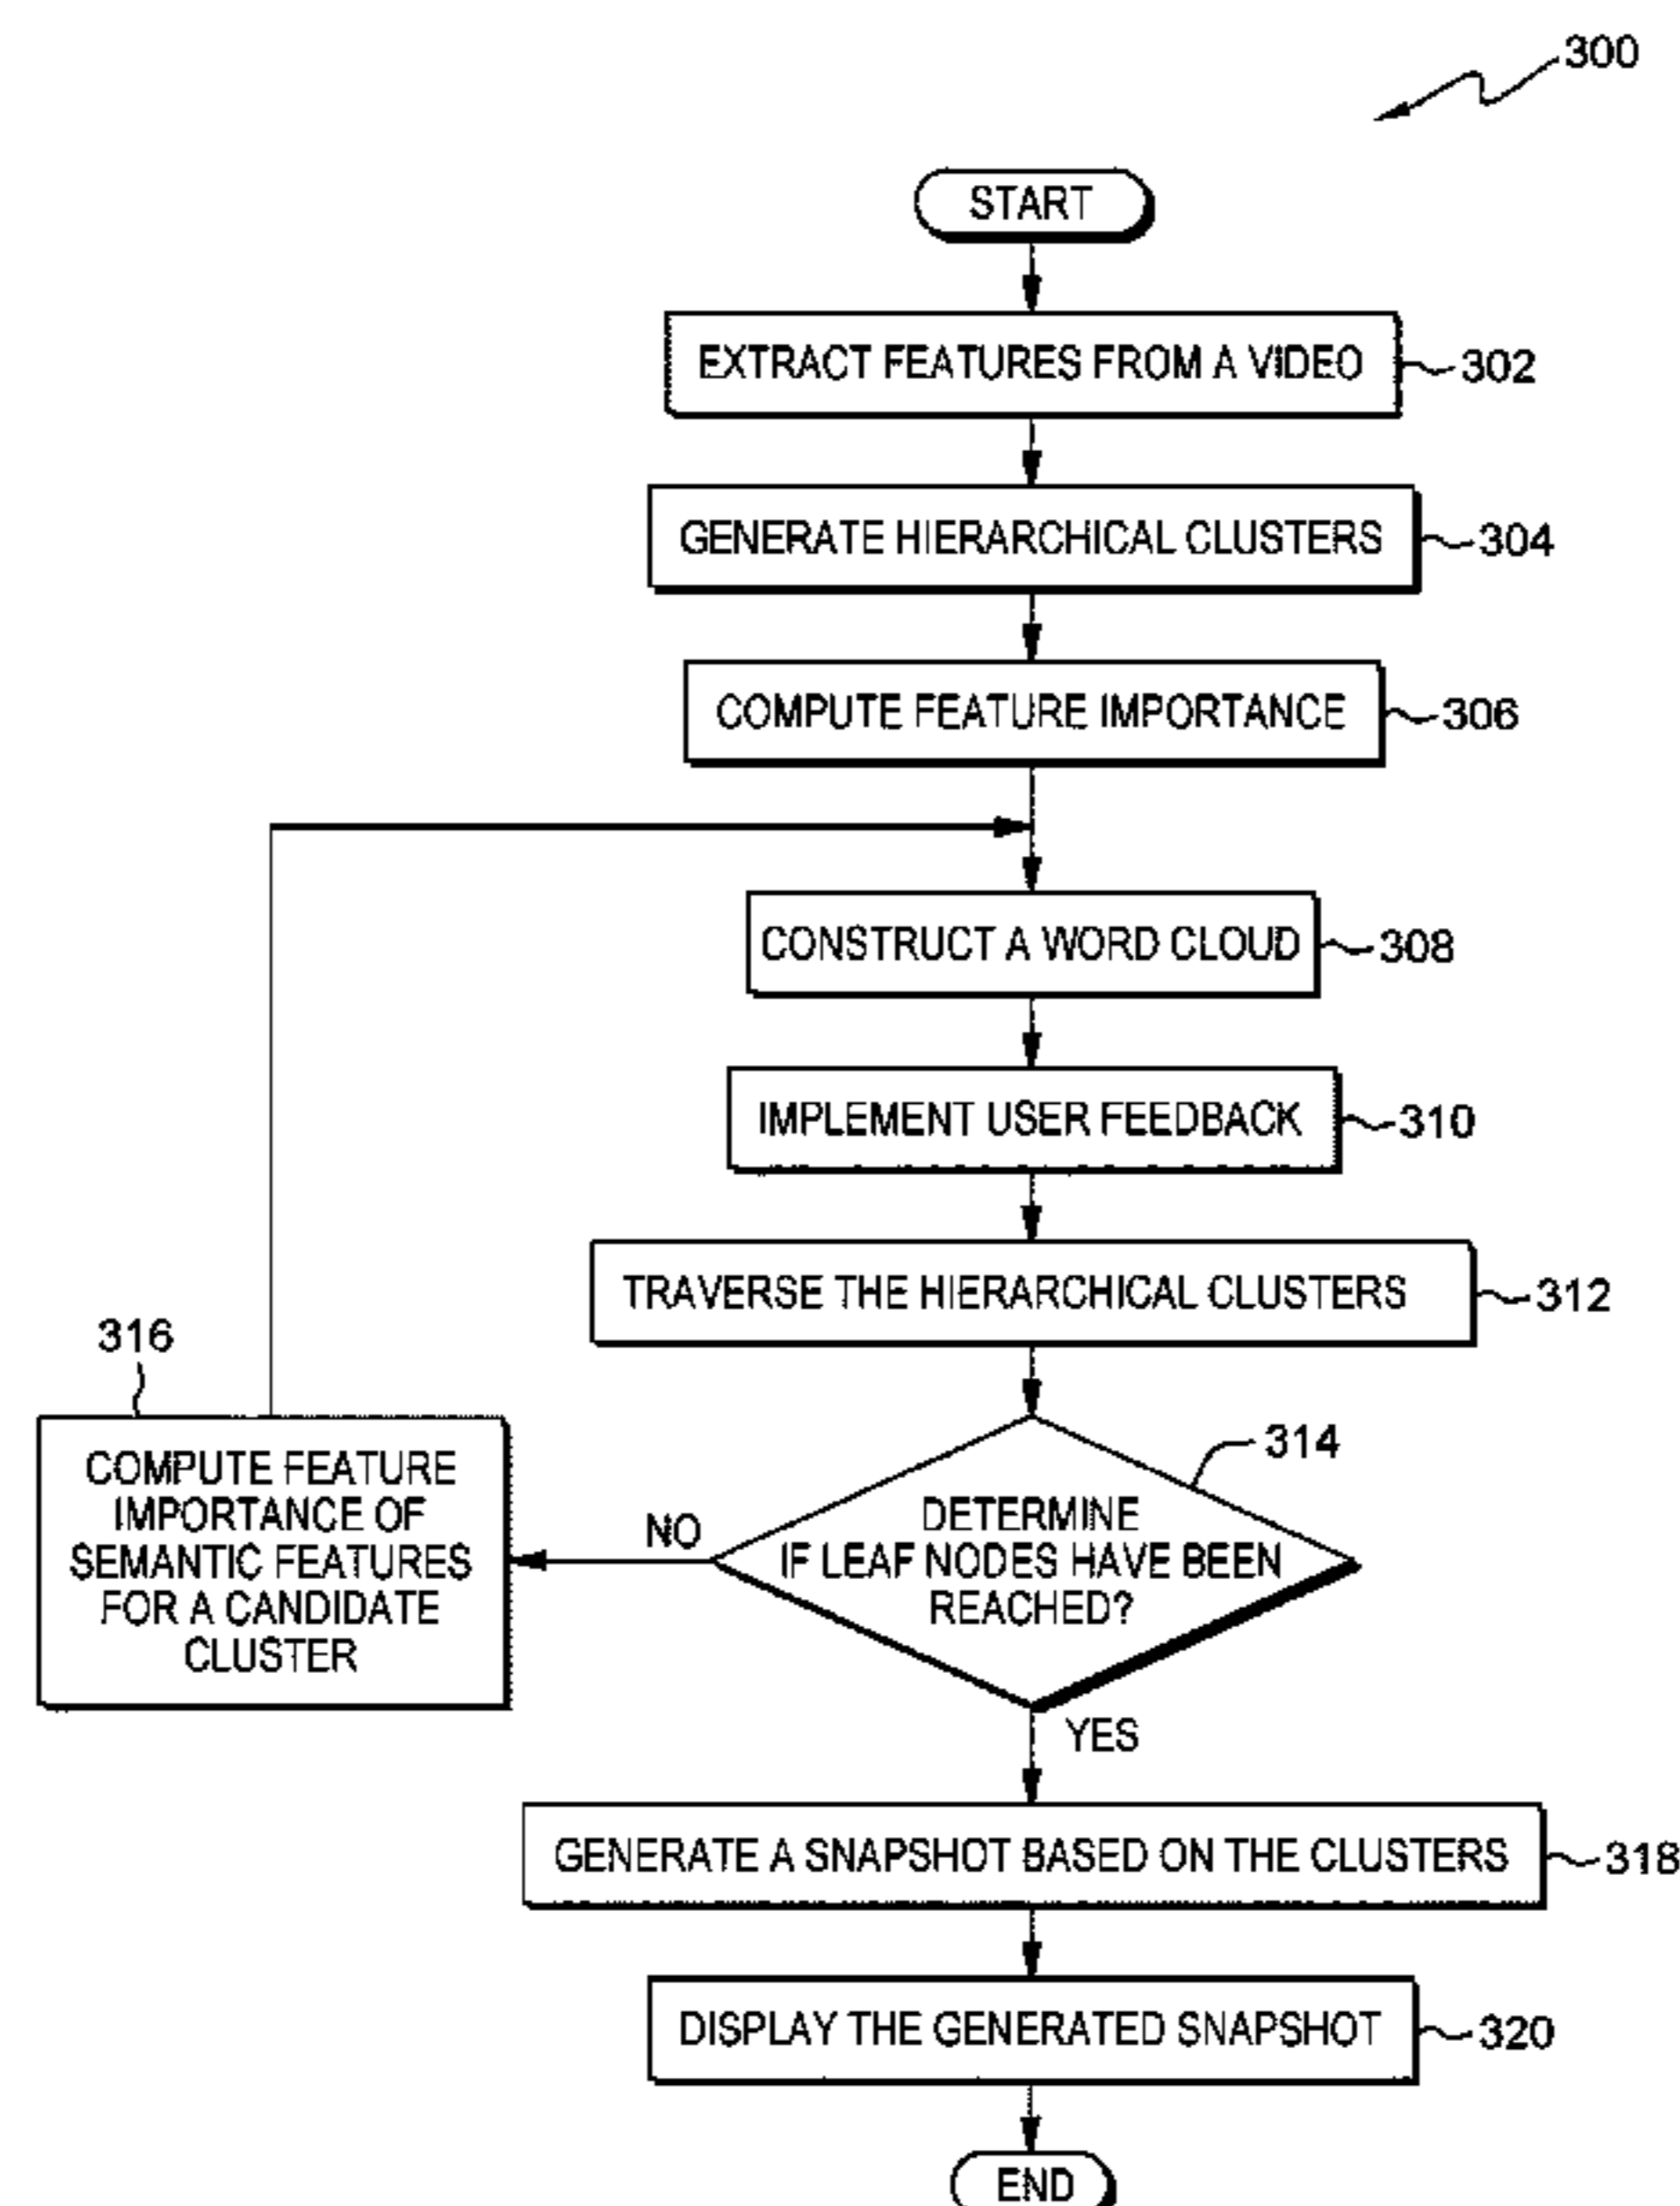 300
START
EXTRACT FEATURES FROM A VIDEO
302
GENERATE HIERARCHICAL CLUSTERS
304
COMPUTE FEATURE IMPORTANCE
306
CONSTRUCT A WORD CLOUD
308
IMPLEMENT USER FEEDBACK
310
TRAVERSE THE HIERARCHICAL CLUSTERS
312
DETERMINE
IF LEAF NODES HAVE BEEN
REACHED?
314
NO
316
COMPUTE FEATURE
IMPORTANCE OF
SEMANTIC FEATURES
FOR A CANDIDATE
CLUSTER
YES
GENERATE A SNAPSHOT BASED ON THE CLUSTERS
318
DISPLAY THE GENERATED SNAPSHOT
320
END